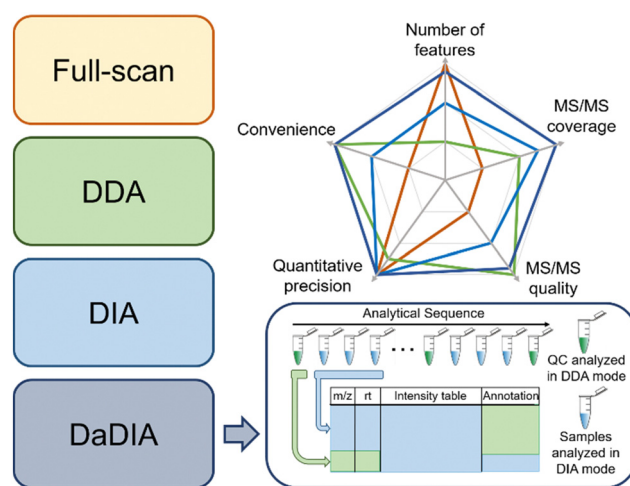 Full-scan
DDA
DIA
DaDIA
Number of
features
MS/MS
coverage
Convenience
Quantitative
precision
MS/MS
quality
Analytical Sequence
QC analyzed
in DDA mode
m/z rt Intensity table Annotation
Samples
analyzed in
DIA mode